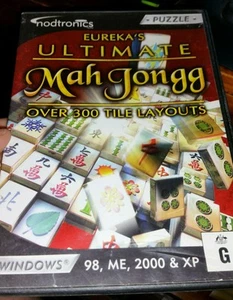 nodtronics
- PUZZLE -
EUREKA'S
ULTIMATE
Mah Jongg
OVER 300 TILE LAYOUTS
G
WINDOWS® 98, ME, 2000 & XP